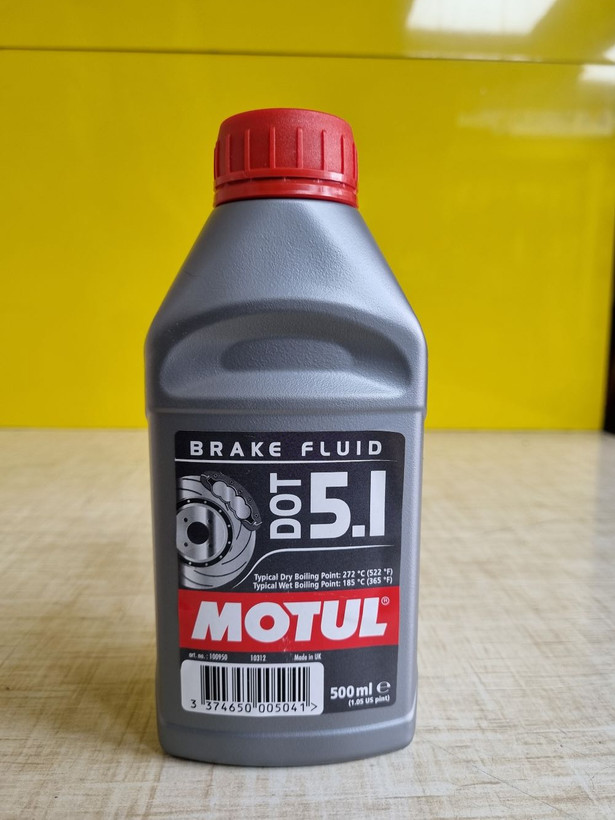 BRAKE FLUID
DOT 5.1
Typical Dry Boiling Point: 272 °C (522 °F)
Typical Wet Boiling Point: 185 °C (365 °F)
MOTUL®
art. no. : 100950 10312 Made in UK
500 ml ℮
(1.05 US pint)
3 374650 005041 >